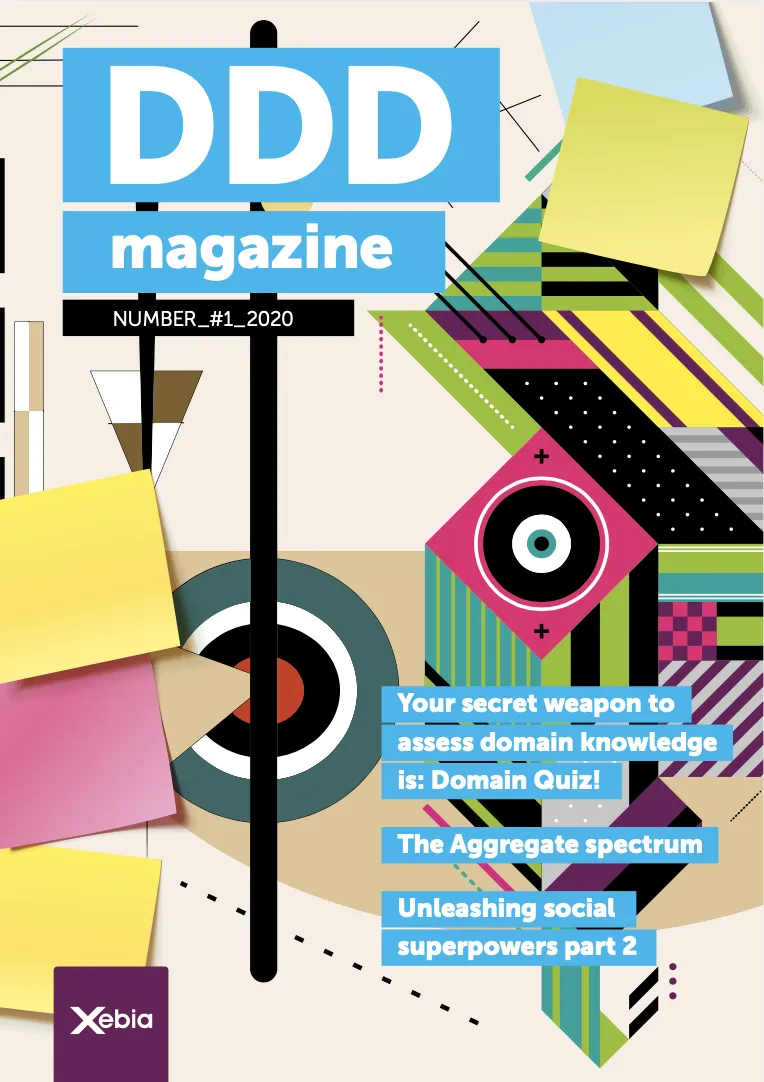 DDD
magazine
NUMBER_#1_2020
Your secret weapon to
assess domain knowledge
is: Domain Quiz!
The Aggregate spectrum
Unleashing social
superpowers part 2
Xebia